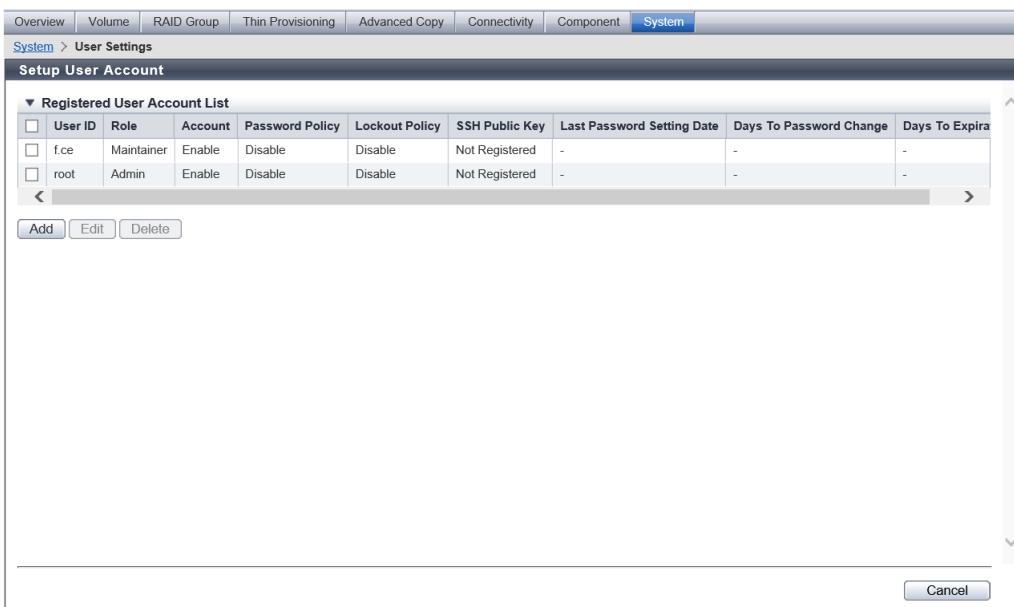 Overview Volume RAID Group Thin Provisioning Advanced Copy Connectivity Component System
System > User Settings
Setup User Account
▼ Registered User Account List
User ID Role Account Password Policy Lockout Policy SSH Public Key Last Password Setting Date Days To Password Change Days To Expira
f.ce Maintainer Enable Disable Disable Not Registered - - -
root Admin Enable Disable Disable Not Registered - - -
Add Edit Delete
Cancel